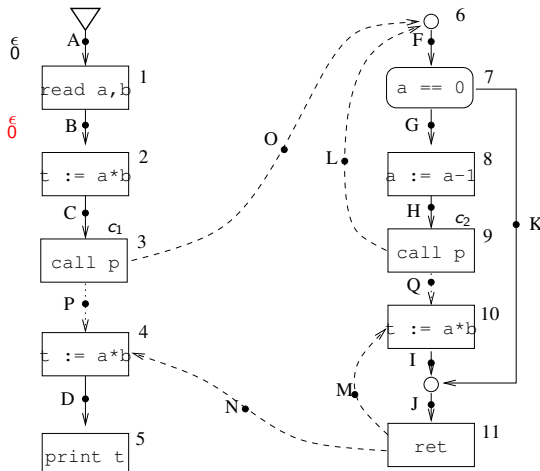 A
ϵ
0
1
read a,b
B
ϵ
0
2
t := a*b
C
c1
3
call p
P
4
t := a*b
D
5
print t
O
L
N
M
6
F
7
a == 0
G
8
a := a-1
H
c2
9
call p
K
Q
10
t := a*b
I
J
11
ret